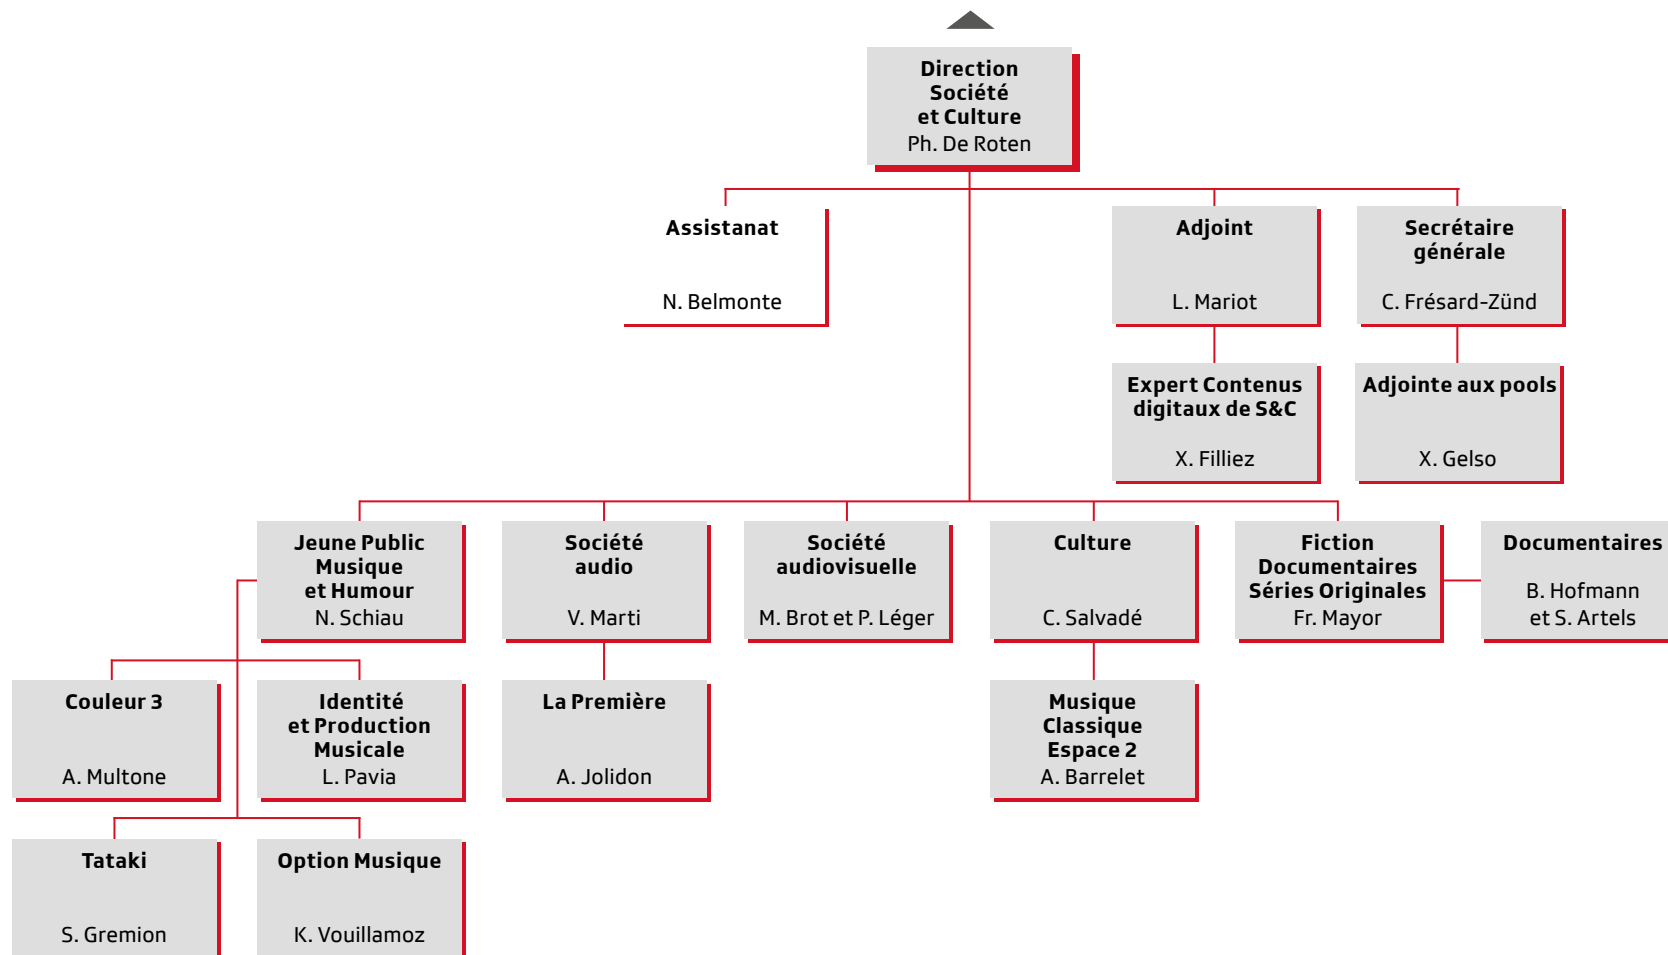 Direction
Société
et Culture
Ph. De Roten
Assistanat
N. Belmonte
Adjoint
L. Mariot
Secrétaire
générale
C. Frésard-Zünd
Expert Contenus
digitaux de S&C
X. Filliez
Adjointe aux pools
X. Gelso
Jeune Public
Musique
et Humour
N. Schiau
Société
audio
V. Marti
Société
audiovisuelle
M. Brot et P. Léger
Culture
C. Salvadé
Fiction
Documentaires
Séries Originales
Fr. Mayor
Documentaires
B. Hofmann
et S. Artels
Couleur 3
A. Multone
Identité
et Production
Musicale
L. Pavia
La Première
A. Jolidon
Musique
Classique
Espace 2
A. Barrelet
Tataki
S. Gremion
Option Musique
K. Vouillamoz